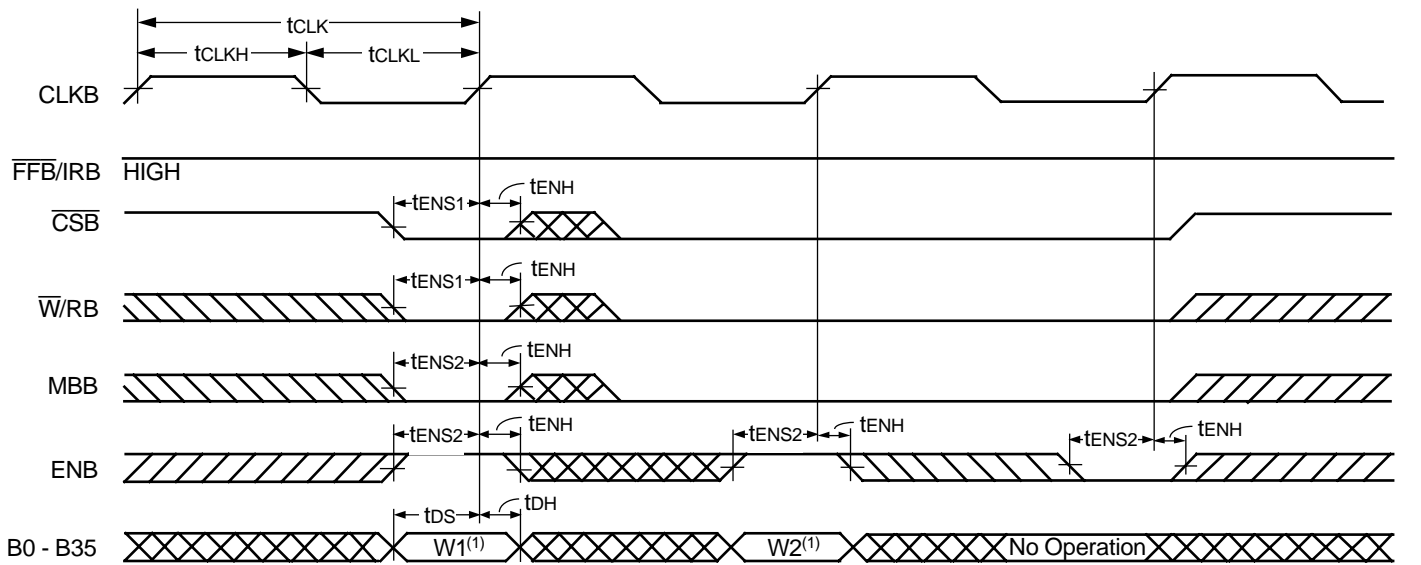 tCLK
tCLKH tCLKL
CLKB
FFB/IRB HIGH
tENS1 tENH
CSB
tENS1 tENH
W/RB
tENS2 tENH
MBB
tENS2 tENH tENS2 tENH tENS2 tENH
ENB
tDS tDH
B0 - B35 W1(1) W2(1) No Operation